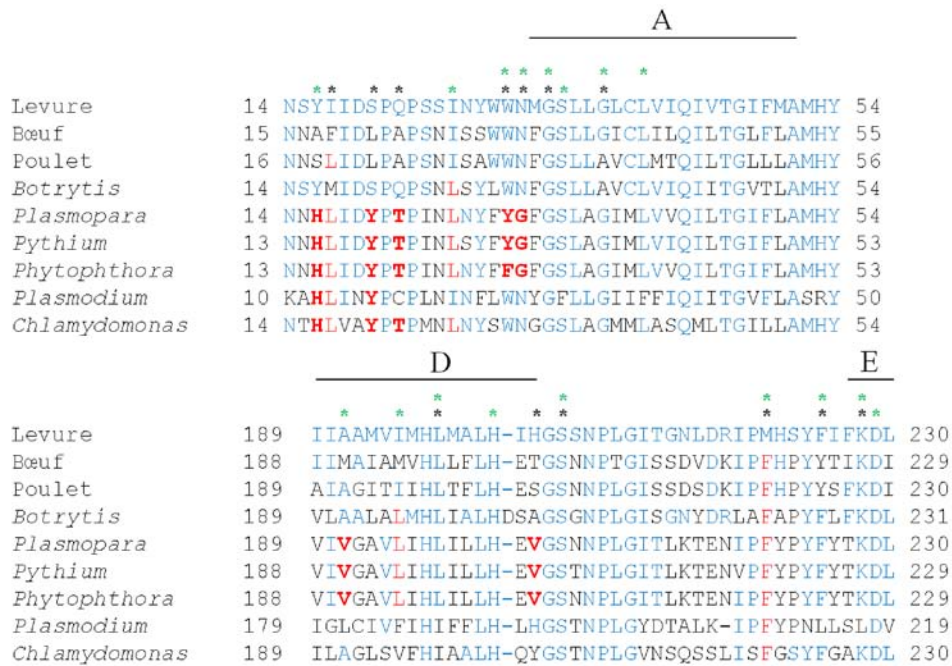 A
* * * * * *
* * * * * * * * *
Levure 14 NSYIIDSPQPSSINYWWNMGSLLGLCLVIQIVTGIFMAMHY 54
Bœuf 15 NNAFIDLPAPSNISSWWNFGSLLGICLILQILTGLFLAMHY 55
Poulet 16 NNSLIDLPAPSNISAWWNFGSLLAVCLMTQILTGLLLAMHY 56
Botrytis 14 NSYMIDSPQPSNLSYLWNFGSLLAVCLVIQIITGVTLAMHY 54
Plasmopara 14 NNHLIDYPTPINLNYFYGFGSLAGIMLVVQILTGIFLAMHY 54
Pythium 13 NNHLIDYPTPINLSYFYGFGSLAGIMLVIQILTGIFLAMHY 53
Phytophthora 13 NNHLIDYPTPINLNYFFGFGSLAGIMLVVQILTGIFLAMHY 53
Plasmodium 10 KAHLINYPCPLNINFLWNYGFLLGIIFFIQIITGVFLASRY 50
Chlamydomonas 14 NTHLVAYPTPMNLNYSWNGGSLAGMMLASQMLTGILLAMHY 54
D E
* * * * * * * * *
* * * * * *
Levure 189 IIAAMVIMHLMALH-IHGSSNPLGITGNLDRIPMHSYFIFKDL 230
Bœuf 188 IIMAIAMVHLLFLH-ETGSNNPTGISSDVDKIPFHPYYTIKDI 229
Poulet 189 AIAGITIIHLTFLH-ESGSNNPLGISSDSDKIPFHPYYSFKDI 230
Botrytis 189 VLAALALMHLIALHDSAGSGNPLGISGNYDRLAFAPYFLFKDL 231
Plasmopara 189 VIVGAVLIHLILLH-EVGSNNPLGITLKTENIPFYPYFYTKDL 230
Pythium 188 VIVGAVLIHLILLH-EVGSTNPLGITLKTENVPFYPYFYTKDL 229
Phytophthora 188 VIVGAVLIHLILLH-EVGSNNPLGITLKTENIPFYPYFYTKDL 229
Plasmodium 179 IGLCIVFIHIFFLH-LHGSTNPLGYDTALK-IPFYPNLLSLDV 219
Chlamydomonas 189 ILAGLSVFHIAALH-QYGSTNPLGVNSQSSLISFGSYFGAKDL 230